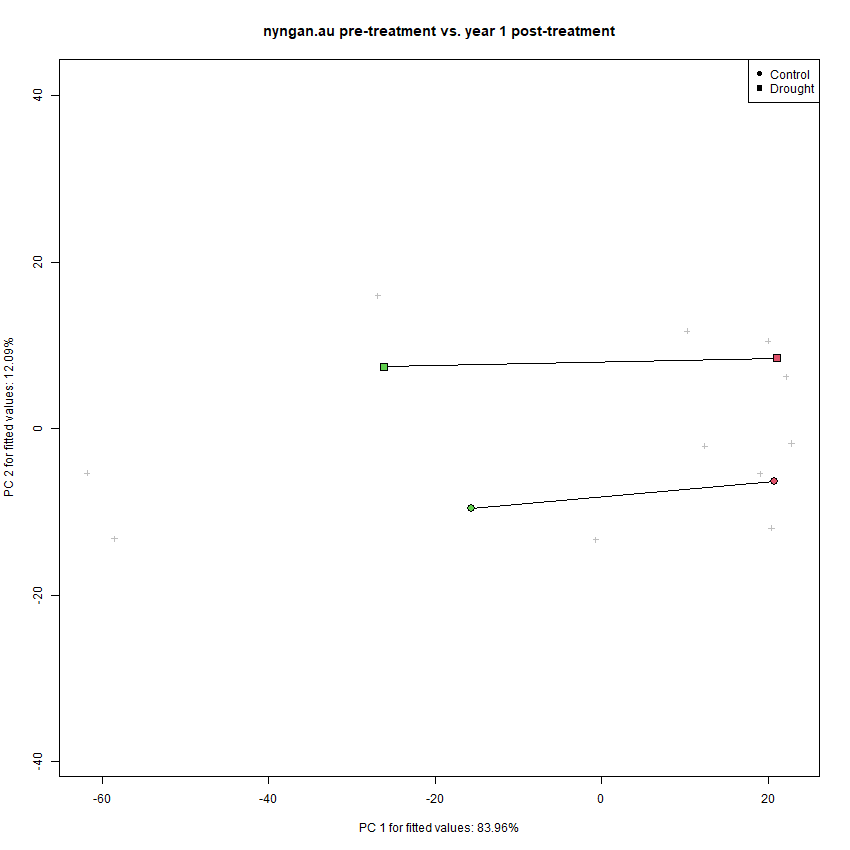 nyngan.au pre-treatment vs. year 1 post-treatment
Control
Drought
40
20
0
-20
-40
PC 2 for fitted values: 12.09%
-60
-40
-20
0
20
PC 1 for fitted values: 83.96%